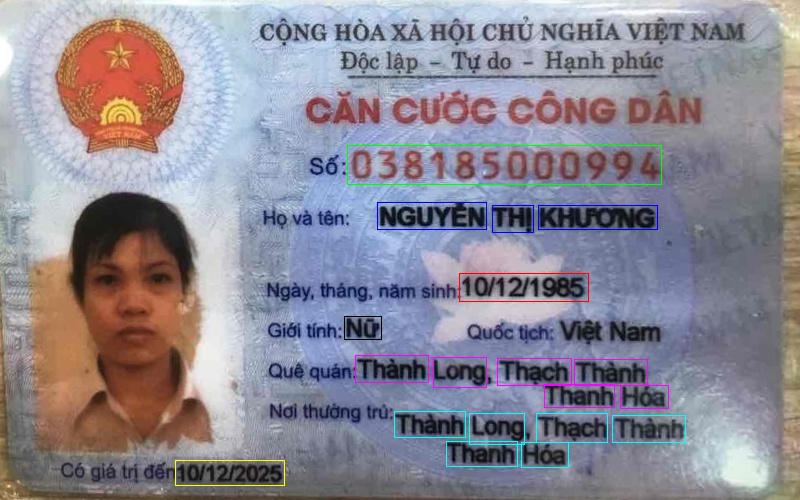 CỘNG HÒA XÃ HỘI CHỦ NGHĨA VIỆT NAM
Độc lập - Tự do - Hạnh phúc
CĂN CƯỚC CÔNG DÂN
Số: 038185000994
Họ và tên: NGUYỄN THỊ KHƯƠNG
Ngày, tháng, năm sinh: 10/12/1985
Giới tính: Nữ Quốc tịch: Việt Nam
Quê quán: Thành Long, Thạch Thành
Thanh Hóa
Nơi thường trú: Thành Long, Thạch Thành
Thanh Hóa
Có giá trị đến 10/12/2025